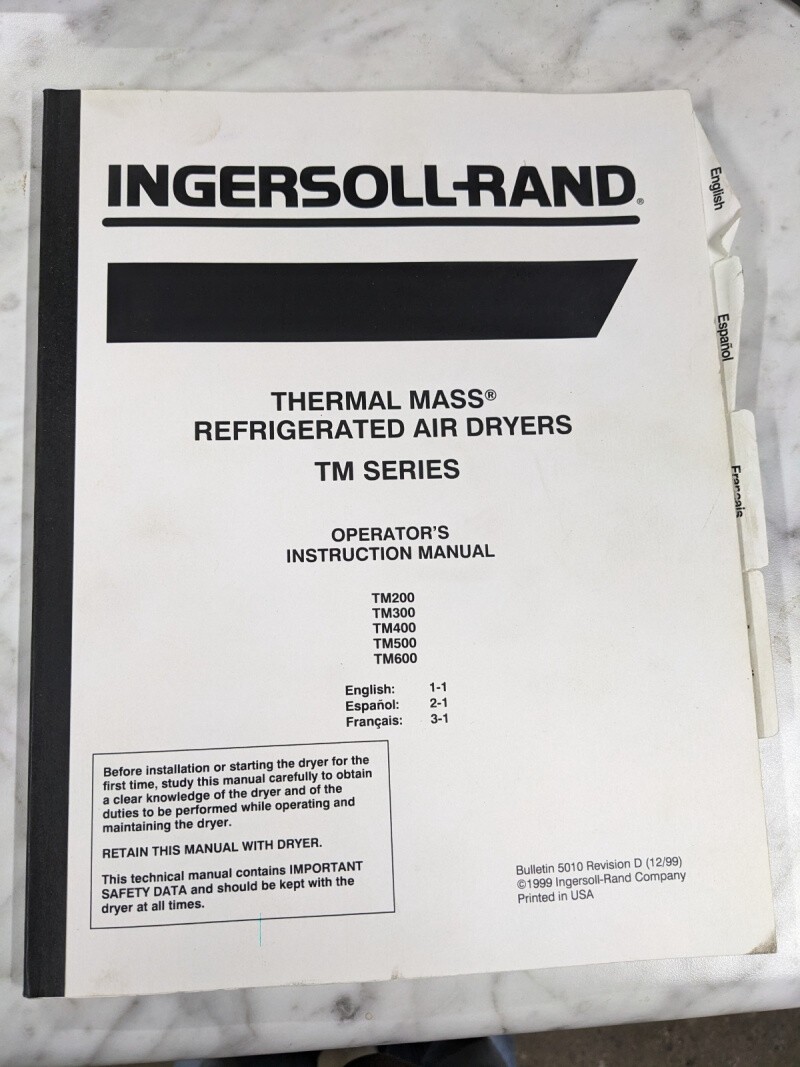 INGERSOLL-RAND®
THERMAL MASS®
REFRIGERATED AIR DRYERS
TM SERIES
OPERATOR'S
INSTRUCTION MANUAL
TM200
TM300
TM400
TM500
TM600
English: 1-1
Español: 2-1
Français: 3-1
Before installation or starting the dryer for the
first time, study this manual carefully to obtain
a clear knowledge of the dryer and of the
duties to be performed while operating and
maintaining the dryer.
RETAIN THIS MANUAL WITH DRYER.
This technical manual contains IMPORTANT
SAFETY DATA and should be kept with the
dryer at all times.
Bulletin 5010 Revision D (12/99)
©1999 Ingersoll-Rand Company
Printed in USA
English
Español
Français